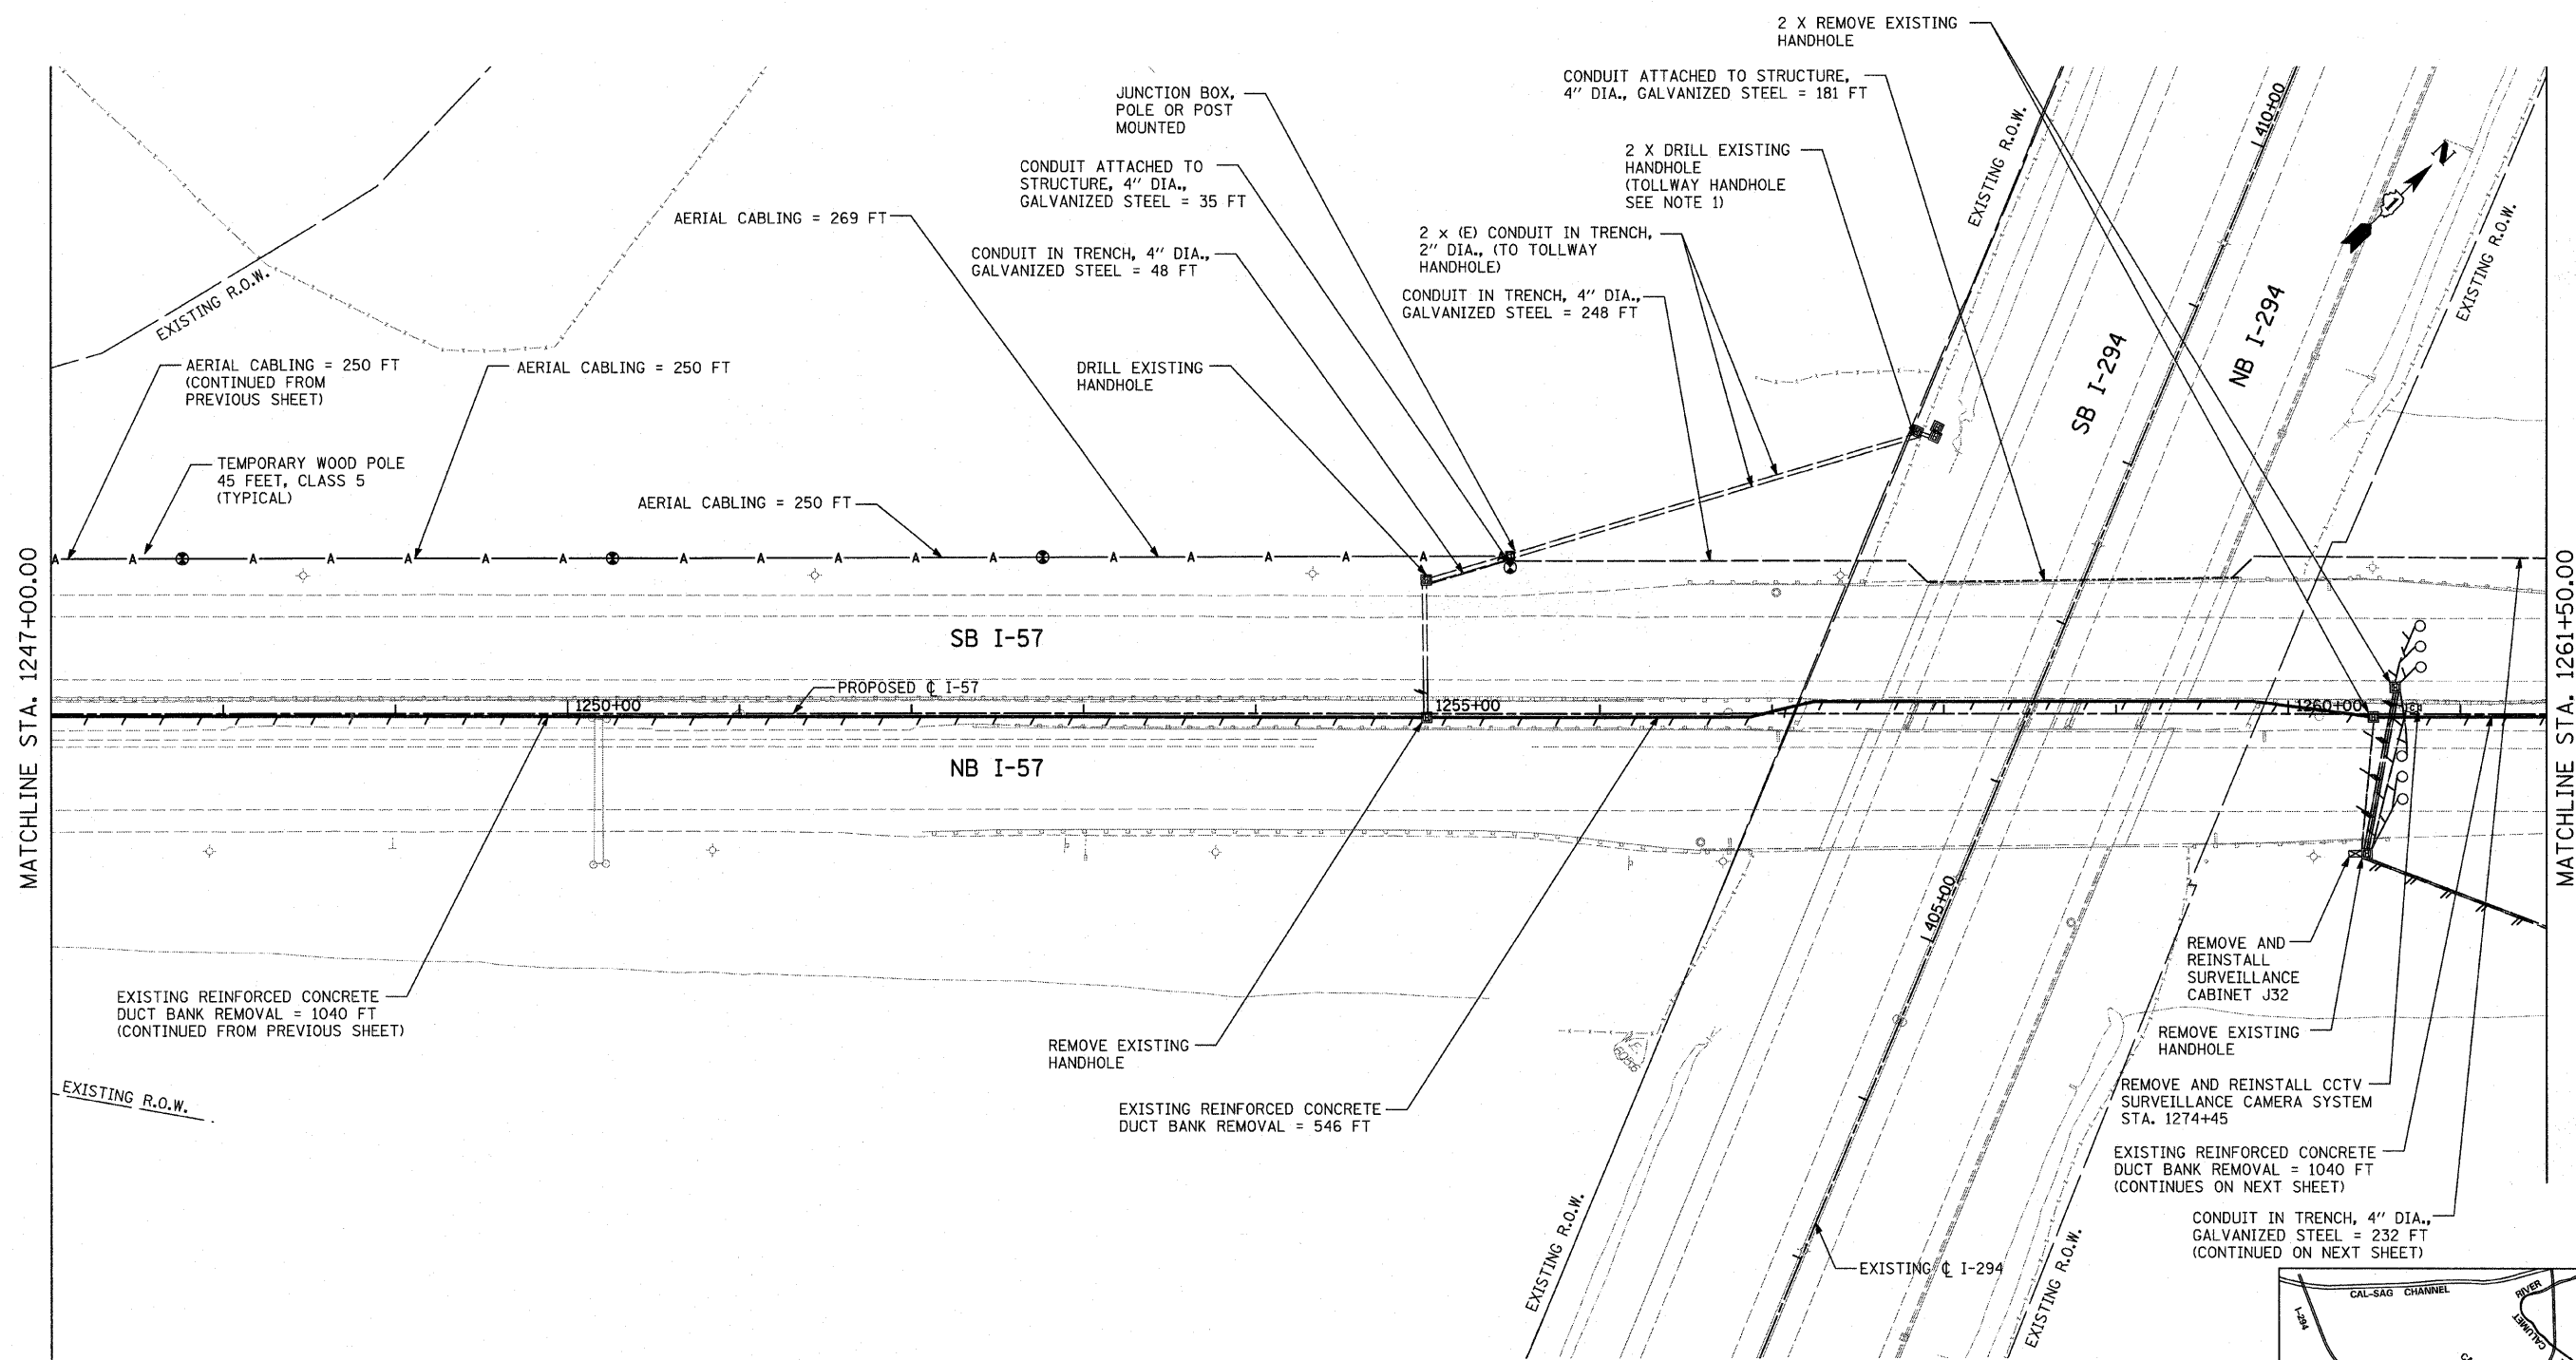 2 X REMOVE EXISTING
HANDHOLE
CONDUIT ATTACHED TO STRUCTURE,
4" DIA., GALVANIZED STEEL = 181 FT
JUNCTION BOX,
POLE OR POST
MOUNTED
2 X DRILL EXISTING
HANDHOLE
(TOLLWAY HANDHOLE
SEE NOTE 1)
CONDUIT ATTACHED TO
STRUCTURE, 4" DIA.,
GALVANIZED STEEL = 35 FT
AERIAL CABLING = 269 FT
2 x (E) CONDUIT IN TRENCH,
2" DIA., (TO TOLLWAY
HANDHOLE)
CONDUIT IN TRENCH, 4" DIA.,
GALVANIZED STEEL = 48 FT
CONDUIT IN TRENCH, 4" DIA.,
GALVANIZED STEEL = 248 FT
EXISTING R.O.W.
EXISTING R.O.W.
EXISTING R.O.W.
L 410+00
N
SB I-294
NB I-294
AERIAL CABLING = 250 FT
(CONTINUED FROM
PREVIOUS SHEET)
AERIAL CABLING = 250 FT
DRILL EXISTING
HANDHOLE
TEMPORARY WOOD POLE
45 FEET, CLASS 5
(TYPICAL)
AERIAL CABLING = 250 FT
A A A A A A A A A A A A A A A A A A
MATCHLINE STA. 1247+00.00
MATCHLINE STA. 1261+50.00
SB I-57
PROPOSED ℄ I-57
1250+00
1255+00
1260+00
NB I-57
L 405+00
EXISTING REINFORCED CONCRETE
DUCT BANK REMOVAL = 1040 FT
(CONTINUED FROM PREVIOUS SHEET)
REMOVE EXISTING
HANDHOLE
EXISTING REINFORCED CONCRETE
DUCT BANK REMOVAL = 546 FT
EXISTING R.O.W.
REMOVE AND
REINSTALL
SURVEILLANCE
CABINET J32
REMOVE EXISTING
HANDHOLE
REMOVE AND REINSTALL CCTV
SURVEILLANCE CAMERA SYSTEM
STA. 1274+45
EXISTING REINFORCED CONCRETE
DUCT BANK REMOVAL = 1040 FT
(CONTINUES ON NEXT SHEET)
CONDUIT IN TRENCH, 4" DIA.,
GALVANIZED STEEL = 232 FT
(CONTINUED ON NEXT SHEET)
EXISTING R.O.W.
EXISTING R.O.W.
EXISTING ℄ I-294
CAL-SAG CHANNEL
I-294
RIVER
CALUMET